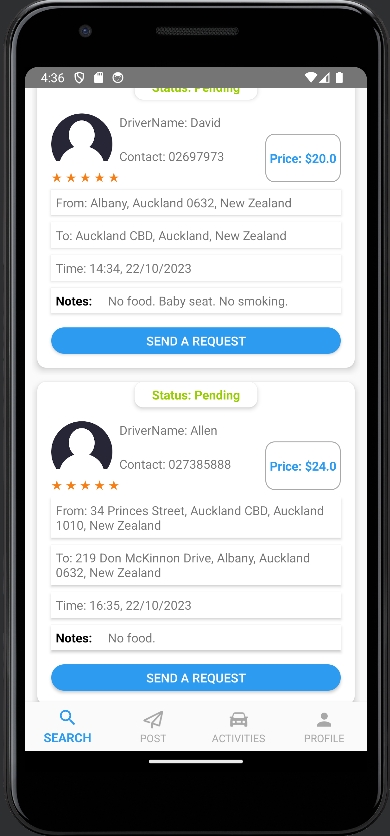 4:36
Status: Pending
DriverName: David
Contact: 02697973
Price: $20.0
From: Albany, Auckland 0632, New Zealand
To: Auckland CBD, Auckland, New Zealand
Time: 14:34, 22/10/2023
Notes: No food. Baby seat. No smoking.
SEND A REQUEST
Status: Pending
DriverName: Allen
Contact: 027385888
Price: $24.0
From: 34 Princes Street, Auckland CBD, Auckland
1010, New Zealand
To: 219 Don McKinnon Drive, Albany, Auckland
0632, New Zealand
Time: 16:35, 22/10/2023
Notes: No food.
SEND A REQUEST
SEARCH POST ACTIVITIES PROFILE